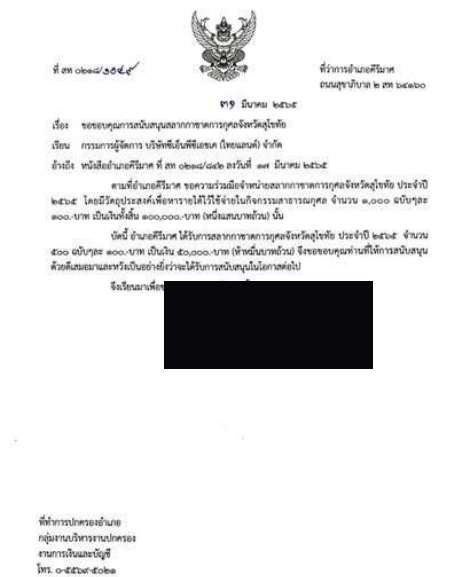 ที่ สท ๐๒๑๘/๑๐๔๙
ที่ว่าการอำเภอคีรีมาศ
ถนนสุขาภิบาล ๒ สท ๖๔๑๖๐
๓๑ มีนาคม ๒๕๖๕
เรื่อง ขอขอบคุณการสนับสนุนสลากกาชาดการกุศลจังหวัดสุโขทัย
เรียน กรรมการผู้จัดการ บริษัทซีเอ็นพีซีเอชเค (ไทยแลนด์) จำกัด
อ้างถึง หนังสืออำเภอคีรีมาศ ที่ สท ๐๒๑๘/ ลงวันที่ ๑๗ มีนาคม ๒๕๖๕
ตามที่อำเภอคีรีมาศ ขอความร่วมมือจำหน่ายสลากกาชาดการกุศลจังหวัดสุโขทัย ประจำปี
๒๕๖๕ โดยมีวัตถุประสงค์เพื่อหารายได้ไว้ใช้จ่ายในกิจกรรมสาธารณกุศล จำนวน ๑,๐๐๐ ฉบับๆละ
๑๐๐.-บาท เป็นเงินทั้งสิ้น ๑๐๐,๐๐๐.-บาท (หนึ่งแสนบาทถ้วน) นั้น
บัดนี้ อำเภอคีรีมาศ ได้รับการสลากกาชาดการกุศลจังหวัดสุโขทัย ประจำปี ๒๕๖๕ จำนวน
๕๐๐ ฉบับๆละ ๑๐๐.-บาท เป็นเงิน ๕๐,๐๐๐.-บาท (ห้าหมื่นบาทถ้วน) จึงขอขอบคุณท่านที่ให้การสนับสนุน
ด้วยดีเสมอมาและหวังเป็นอย่างยิ่งว่าจะได้รับการสนับสนุนในโอกาสต่อไป
จึงเรียนมาเพื่อ
ที่ทำการปกครองอำเภอ
กลุ่มงานบริหารงานปกครอง
งานการเงินและบัญชี
โทร. ๐-๕๕๖๙-๕๐๒๑